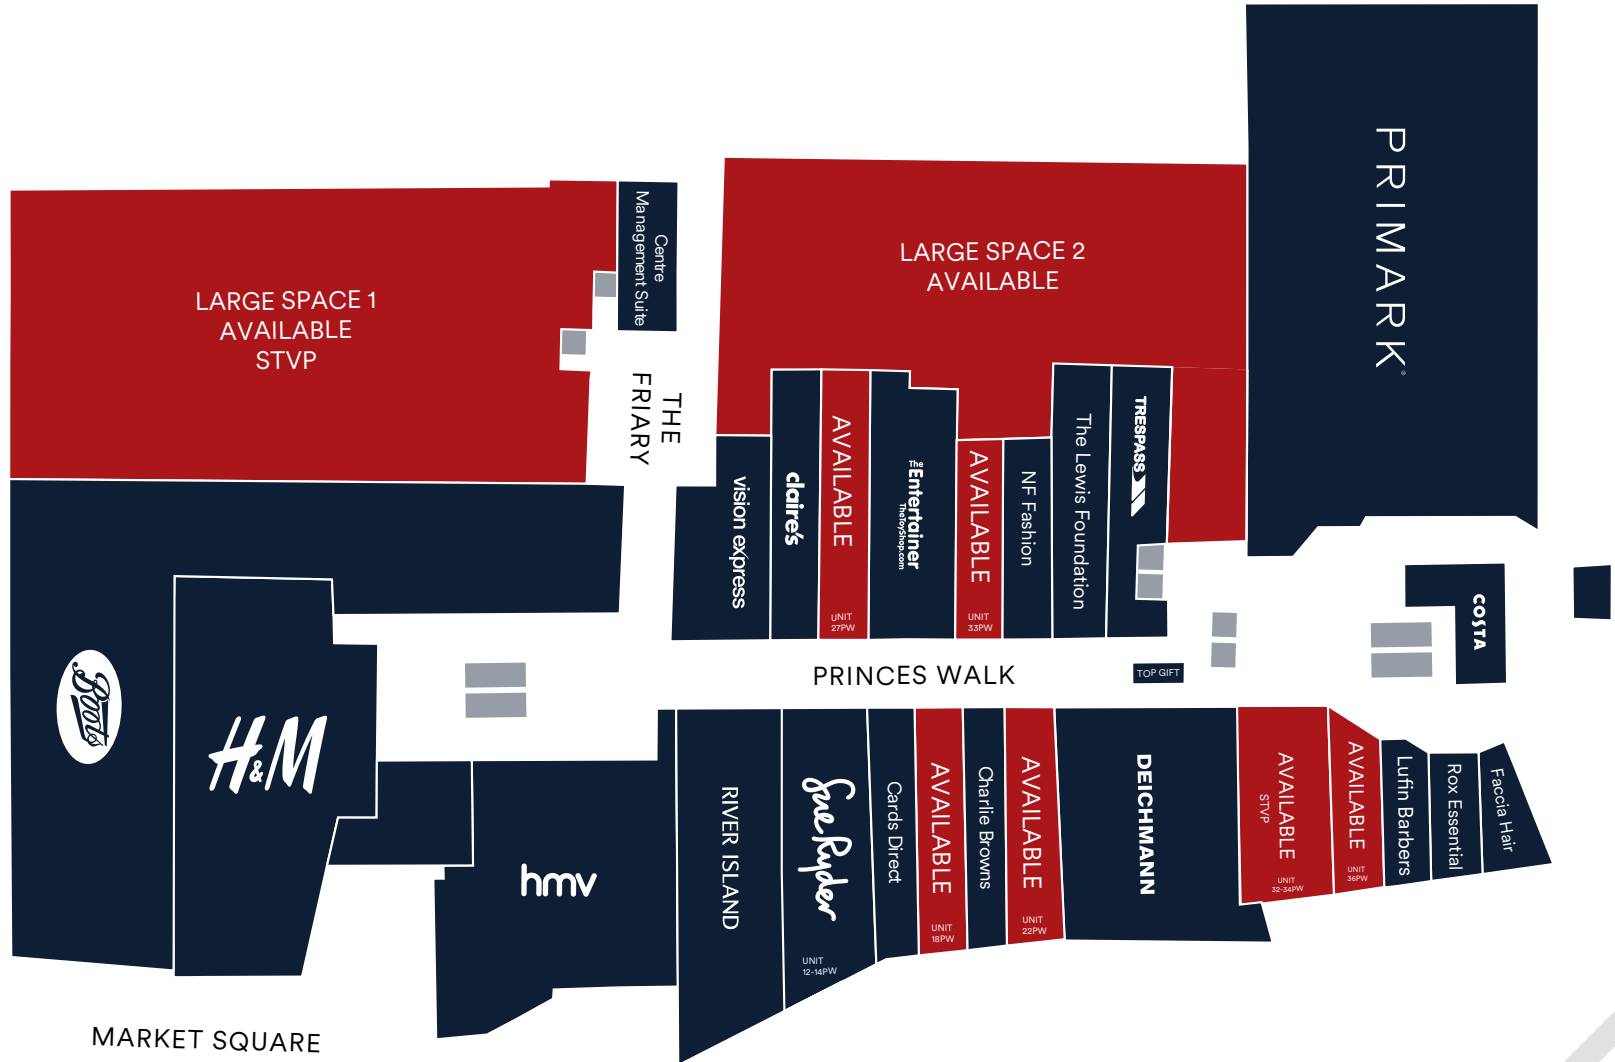 PRIMARK
LARGE SPACE 1
AVAILABLE
STVP
Centre
Management Suite
LARGE SPACE 2
AVAILABLE
THE
FRIARY
vision express
claire's
AVAILABLE
UNIT
27PW
The
Entertainer
TheToyShop.com
AVAILABLE
UNIT
33PW
NF Fashion
The Lewis Foundation
TRESPASS
COSTA
PRINCES WALK
TOP GIFT
Boots
H&M
hmv
RIVER ISLAND
Sue Ryder
UNIT
12-14PW
Cards Direct
AVAILABLE
UNIT
18PW
Charlie Browns
AVAILABLE
UNIT
22PW
DEICHMANN
AVAILABLE
STVP
UNIT
32-34PW
AVAILABLE
UNIT
36PW
Lufin Barbers
Rox Essential
Faccia Hair
MARKET SQUARE